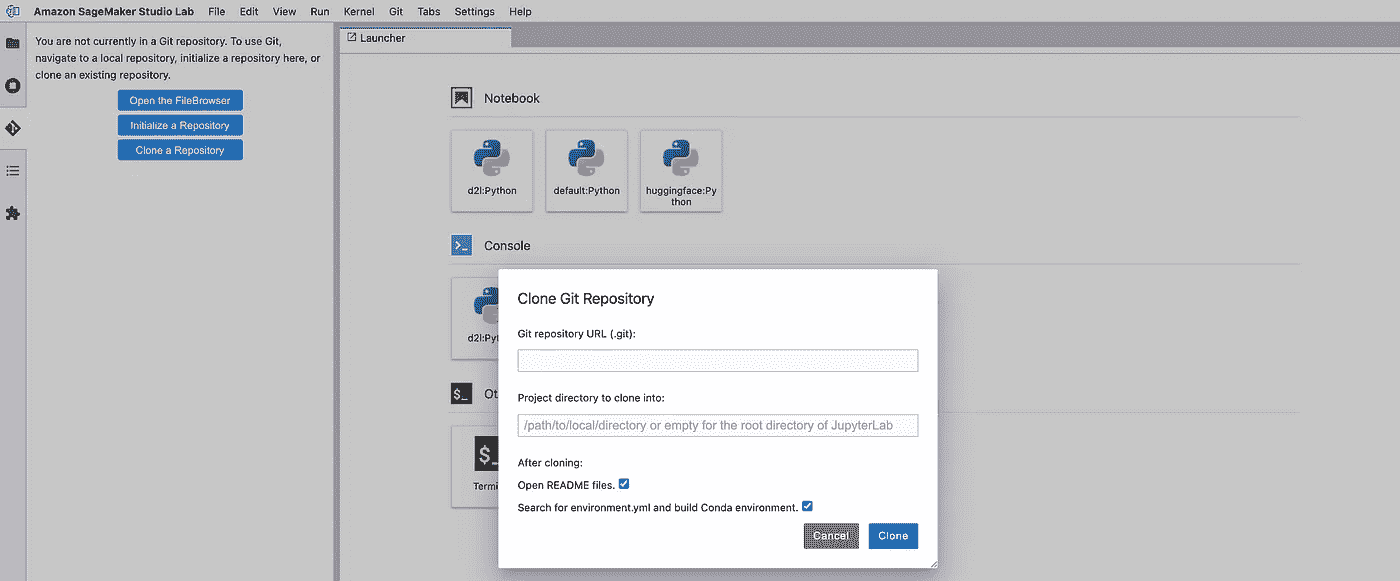 Amazon SageMaker Studio Lab File Edit View Run Kernel Git Tabs Settings Help
You are not currently in a Git repository. To use Git,
navigate to a local repository, initialize a repository here, or
clone an existing repository.
Open the FileBrowser
Initialize a Repository
Clone a Repository
Launcher
Notebook
d2l:Python
default:Python
huggingface:Py
thon
Console
d2l:Pyt
$_
Ot
$_
Termi
Clone Git Repository
Git repository URL (.git):
Project directory to clone into:
/path/to/local/directory or empty for the root directory of JupyterLab
After cloning:
Open README files.
Search for environment.yml and build Conda environment.
Cancel
Clone